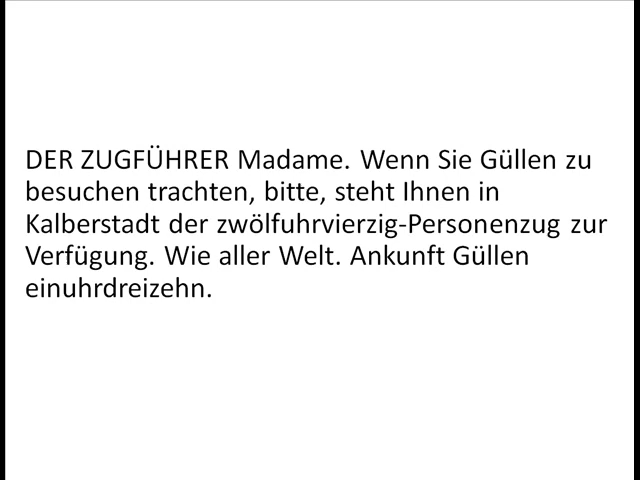 DER ZUGFÜHRER Madame. Wenn Sie Güllen zu
besuchen trachten, bitte, steht Ihnen in
Kalberstadt der zwölfuhrvierzig-Personenzug zur
Verfügung. Wie aller Welt. Ankunft Güllen
einuhrdreizehn.